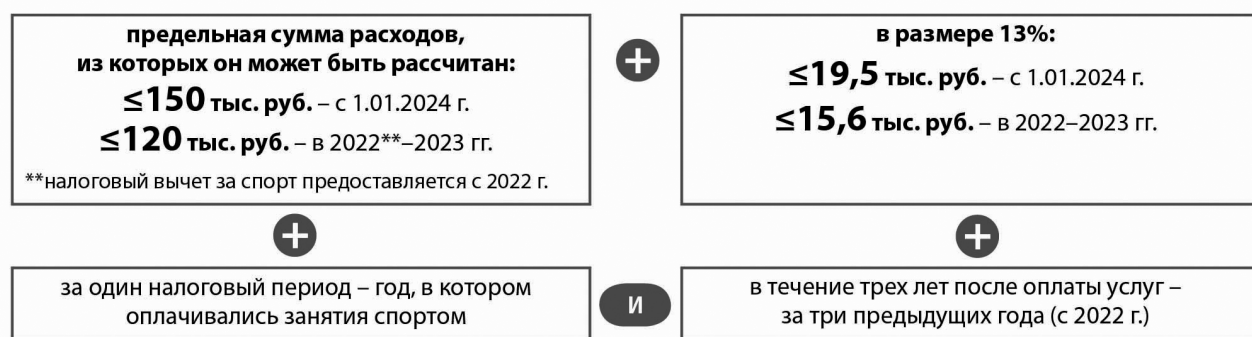 предельная сумма расходов,
из которых он может быть рассчитан:
≤150 тыс. руб. – с 1.01.2024 г.
≤120 тыс. руб. – в 2022**–2023 гг.
**налоговый вычет за спорт предоставляется с 2022 г.
+
в размере 13%:
≤19,5 тыс. руб. – с 1.01.2024 г.
≤15,6 тыс. руб. – в 2022–2023 гг.
+
+
за один налоговый период – год, в котором
оплачивались занятия спортом
И
в течение трех лет после оплаты услуг –
за три предыдущих года (с 2022 г.)